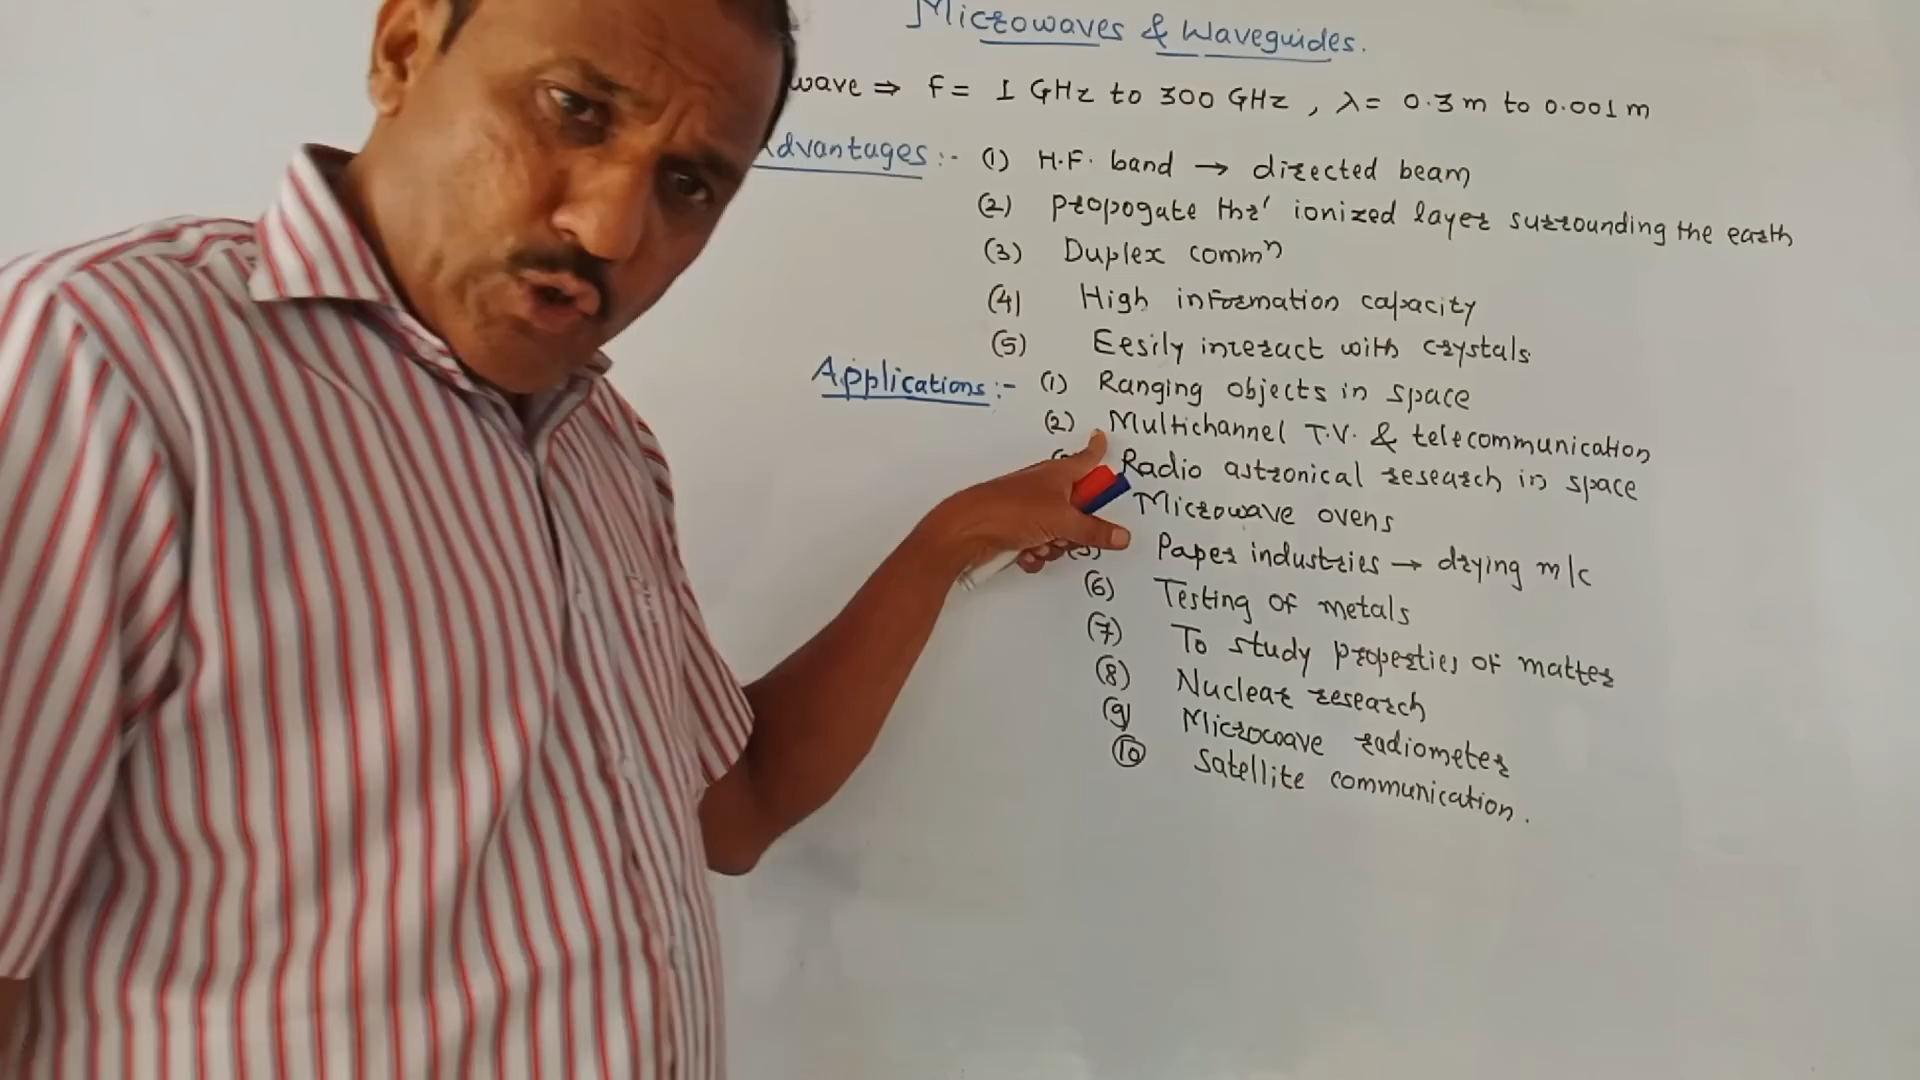 Microwaves & Waveguides.
wave ⇒ f = 1 GHz to 300 GHz , λ = 0.3 m to 0.001 m
Advantages :- (1) H.F. band → directed beam
(2) propogate thr' ionized layer surrounding the earth
(3) Duplex commⁿ
(4) High information capacity
(5) Eesily interact with crystals
Applications :- (1) Ranging objects in space
(2) Multichannel T.V. & telecommunication
Radio astronical research in space
Microwave ovens
(5) Paper industries → drying m/c
(6) Testing of metals
(7) To study properties of matter
(8) Nuclear research
(9) Microwave radiometer
(10) Satellite communication.